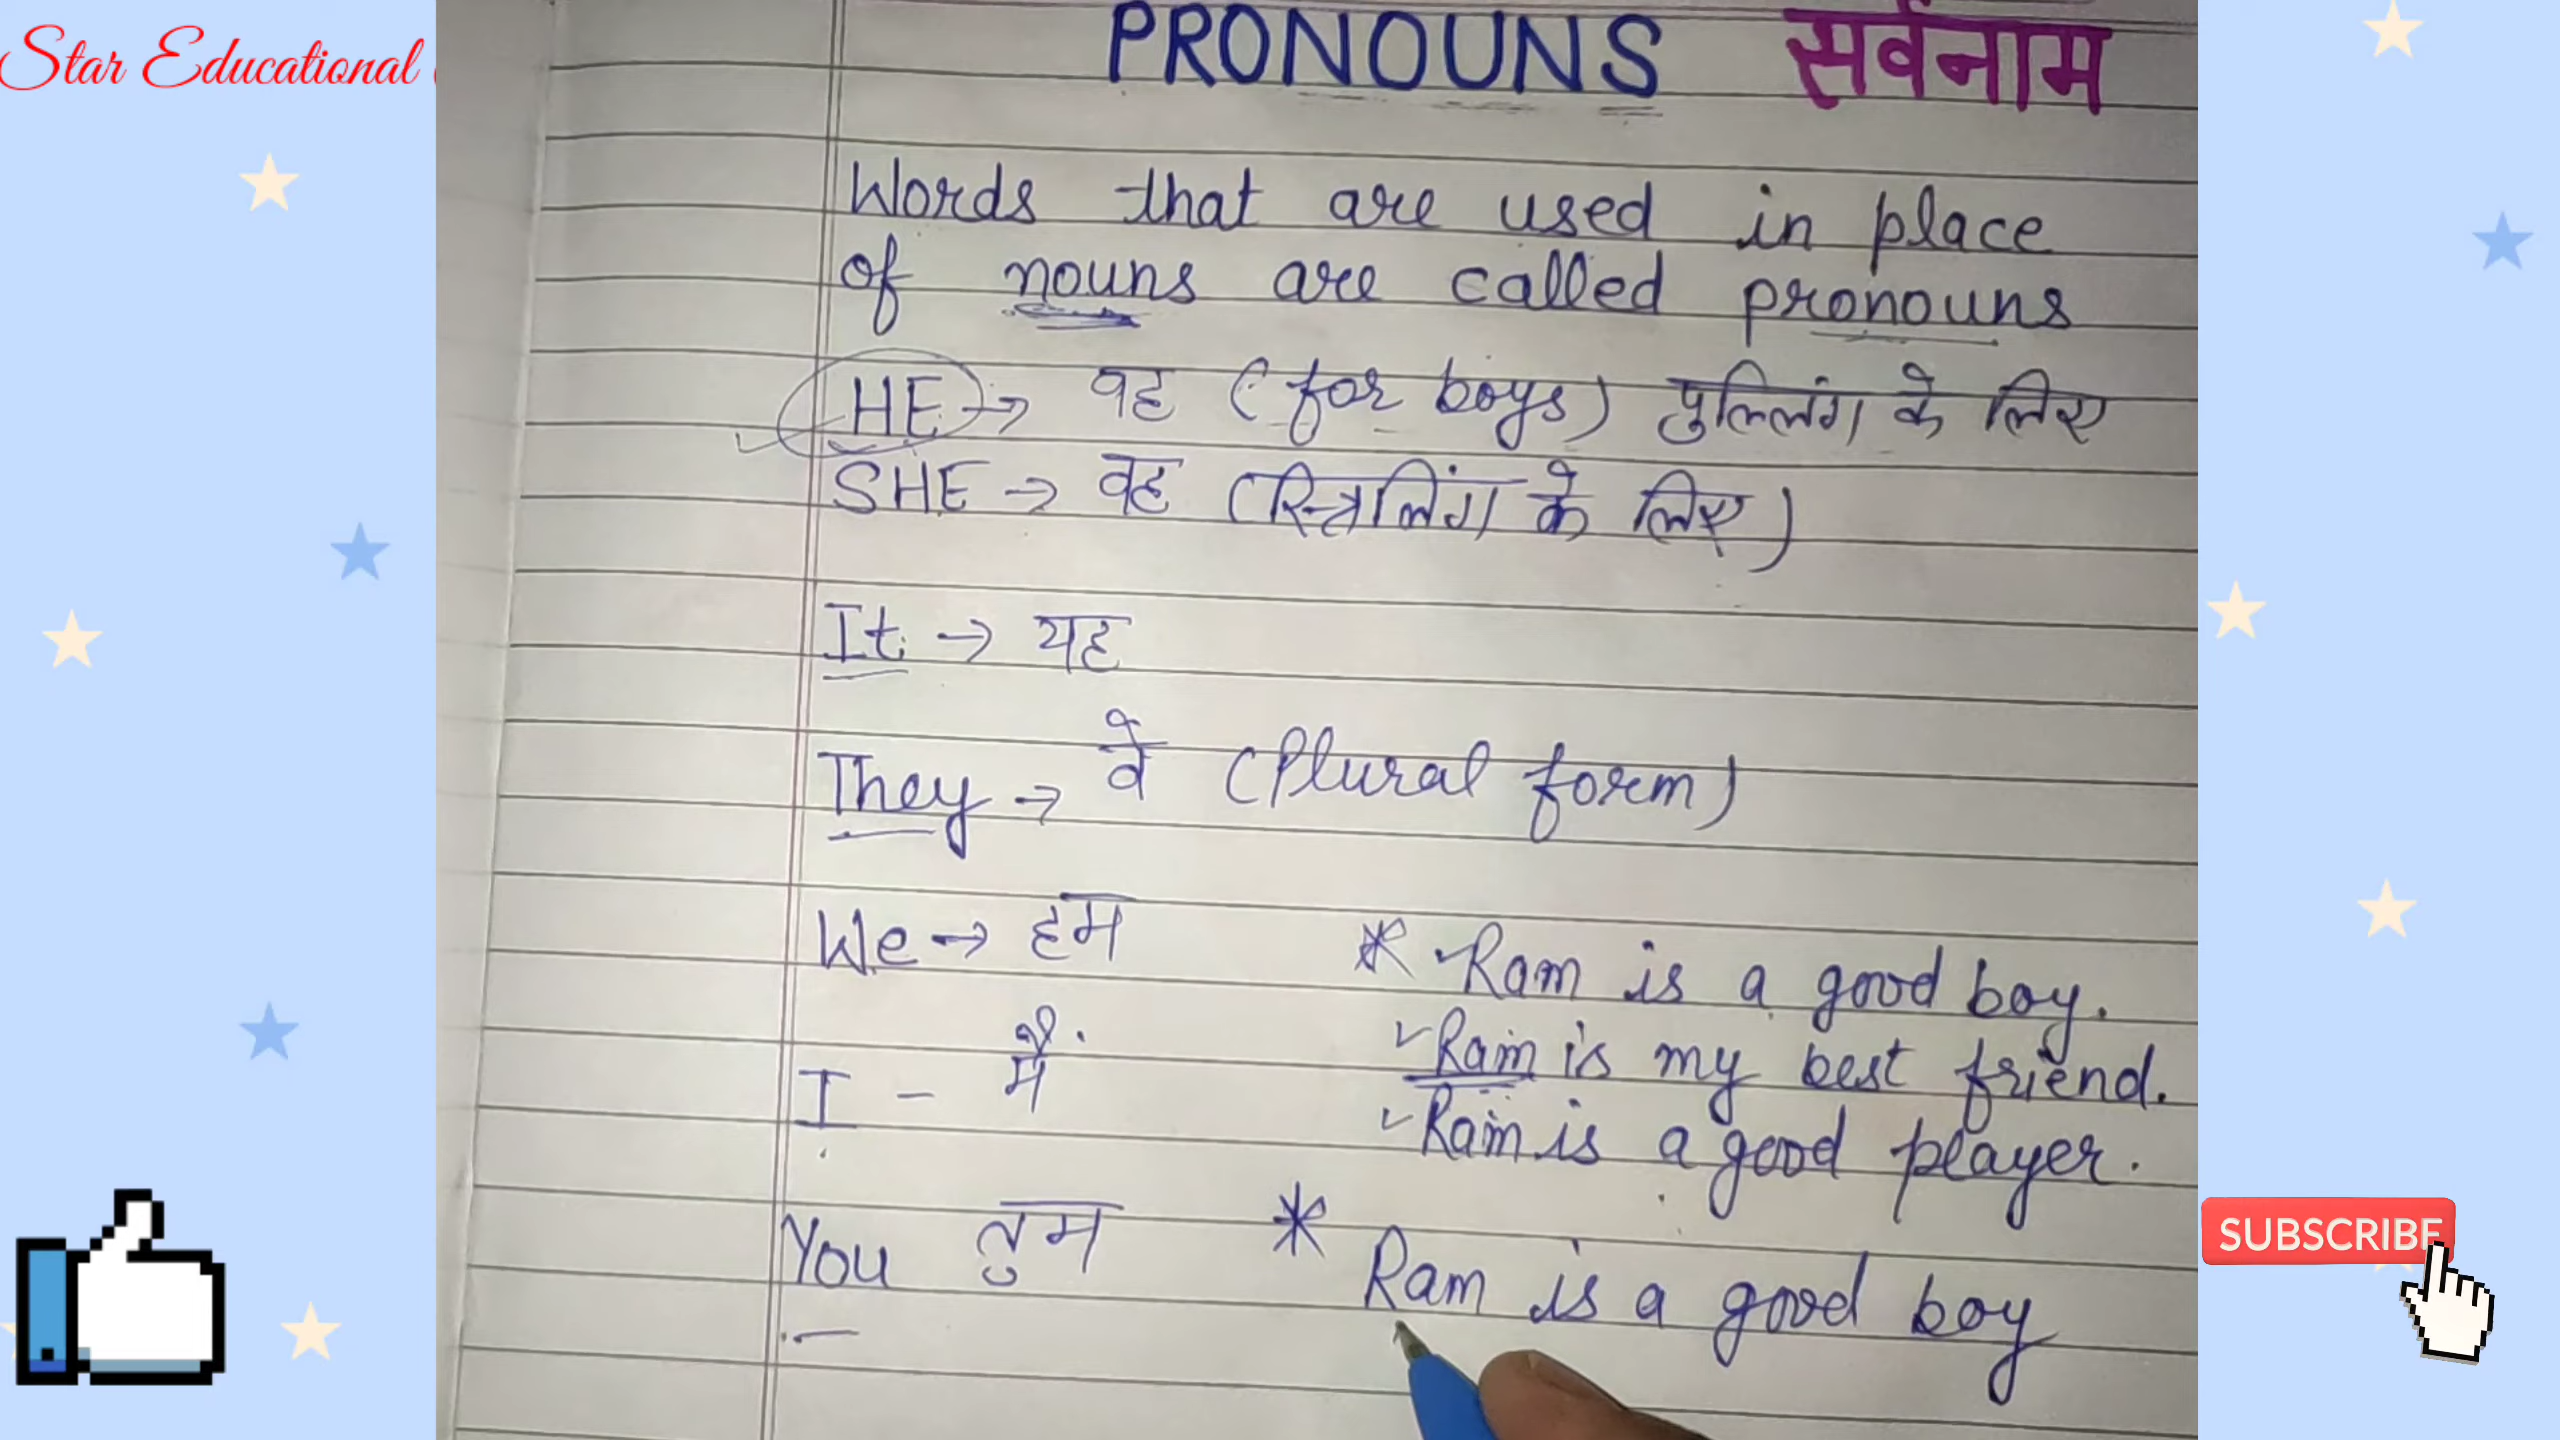 Star Educational
PRONOUNS सर्वनाम
Words that are used in place
of nouns are called pronouns
HE → वह (for boys) पुल्लिंग के लिए
SHE → वह (स्त्रिलिंग के लिए)
It → यह
They → वे (Plural form)
We → हम
I - मैं
You तुम
* Ram is a good boy.
Ram is my best friend.
Ram is a good player.
* Ram is a good boy
SUBSCRIBE